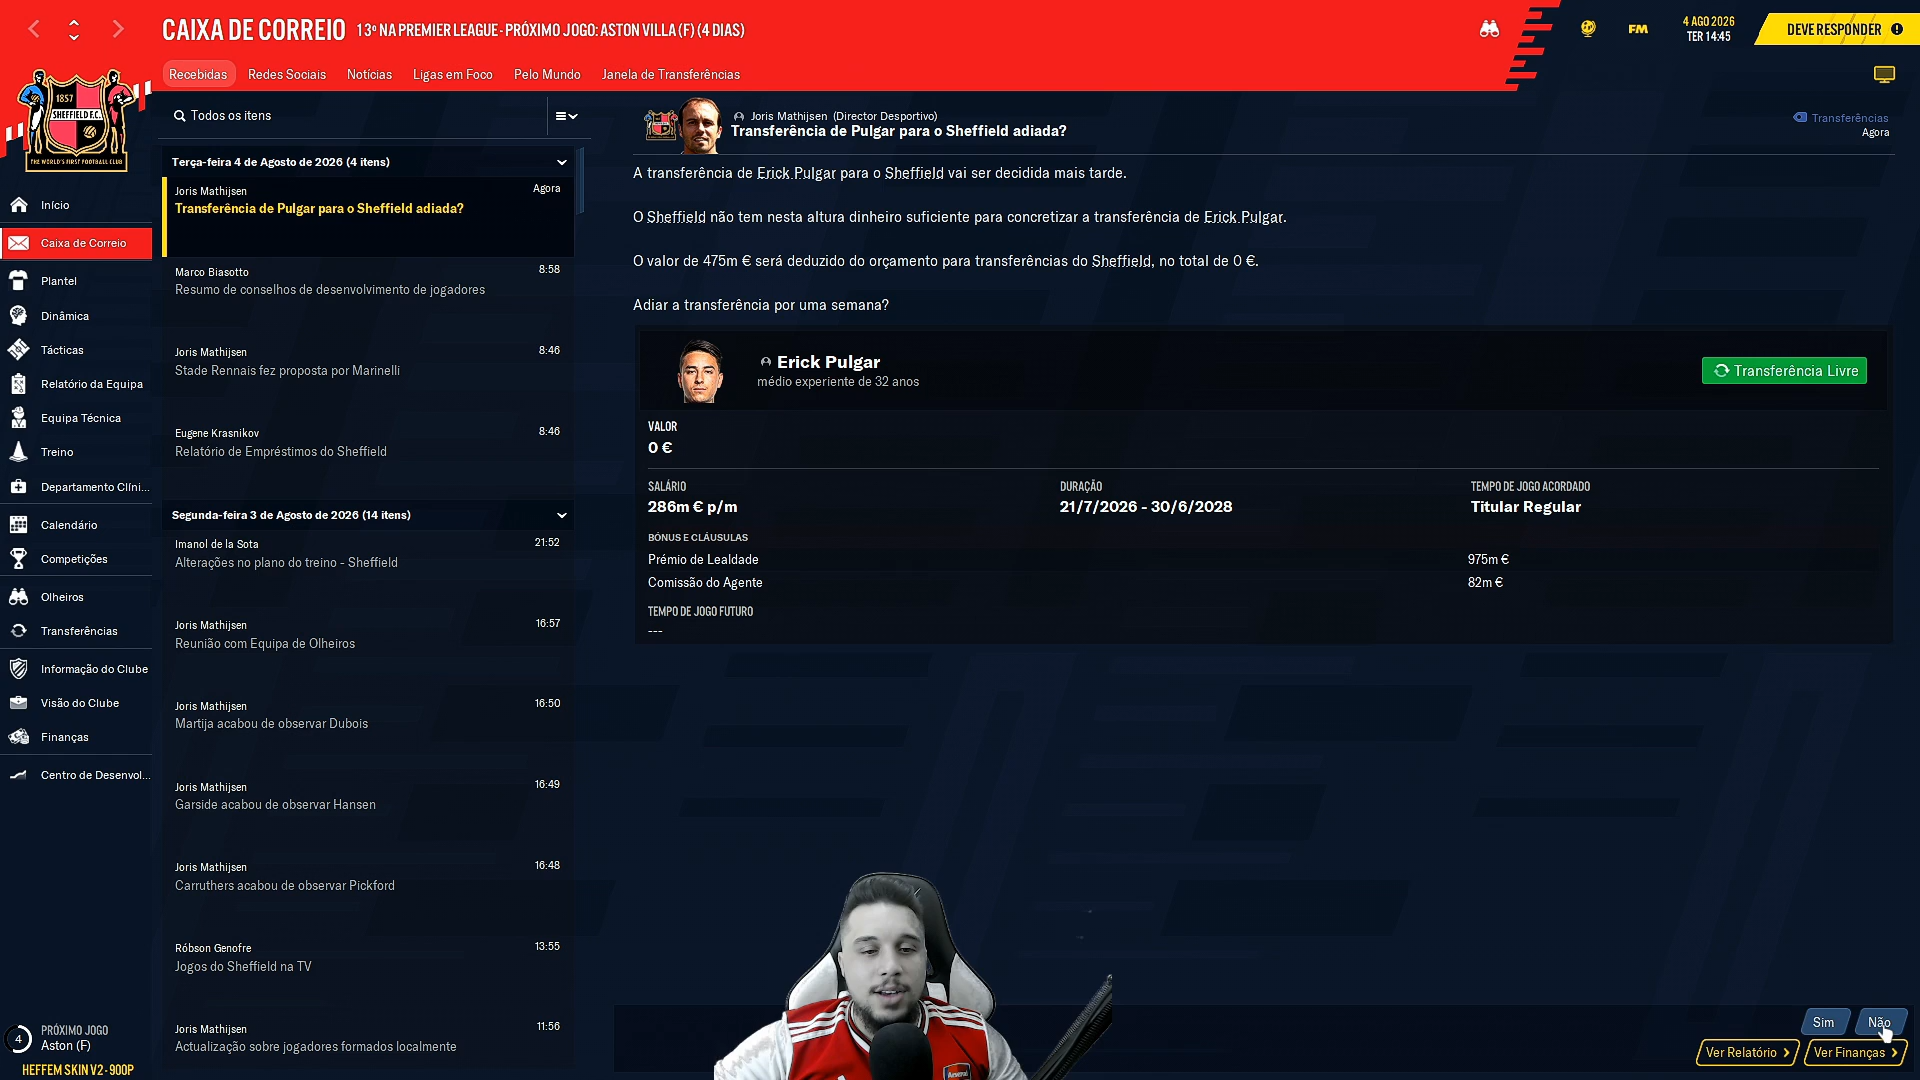 CAIXA DE CORREIO
13º NA PREMIER LEAGUE - PRÓXIMO JOGO: ASTON VILLA (F) (4 DIAS)
FM
4 AGO 2026
TER 14:45
DEVE RESPONDER
Recebidas
Redes Sociais
Notícias
Ligas em Foco
Pelo Mundo
Janela de Transferências
1857
SHEFFIELD F.C.
THE WORLD'S FIRST FOOTBALL CLUB
Início
Caixa de Correio
Plantel
Dinâmica
Tácticas
Relatório da Equipa
Equipa Técnica
Treino
Departamento Clíni...
Calendário
Competições
Olheiros
Transferências
Informação do Clube
Visão do Clube
Finanças
Centro de Desenvol...
4
PRÓXIMO JOGO
Aston (F)
HEFFEM SKIN V2 - 900P
Todos os itens
Terça-feira 4 de Agosto de 2026 (4 itens)
Joris Mathijsen
Agora
Transferência de Pulgar para o Sheffield adiada?
Marco Biasotto
8:58
Resumo de conselhos de desenvolvimento de jogadores
Joris Mathijsen
8:46
Stade Rennais fez proposta por Marinelli
Eugene Krasnikov
8:46
Relatório de Empréstimos do Sheffield
Segunda-feira 3 de Agosto de 2026 (14 itens)
Imanol de la Sota
21:52
Alterações no plano do treino - Sheffield
Joris Mathijsen
16:57
Reunião com Equipa de Olheiros
Joris Mathijsen
16:50
Martija acabou de observar Dubois
Joris Mathijsen
16:49
Garside acabou de observar Hansen
Joris Mathijsen
16:48
Carruthers acabou de observar Pickford
Róbson Genofre
13:55
Jogos do Sheffield na TV
Joris Mathijsen
11:56
Actualização sobre jogadores formados localmente
Joris Mathijsen (Director Desportivo)
Transferência de Pulgar para o Sheffield adiada?
Transferências
Agora
A transferência de Erick Pulgar para o Sheffield vai ser decidida mais tarde.
O Sheffield não tem nesta altura dinheiro suficiente para concretizar a transferência de Erick Pulgar.
O valor de 475m € será deduzido do orçamento para transferências do Sheffield, no total de 0 €.
Adiar a transferência por uma semana?
Erick Pulgar
médio experiente de 32 anos
Transferência Livre
VALOR
0 €
SALÁRIO
286m € p/m
DURAÇÃO
21/7/2026 - 30/6/2028
TEMPO DE JOGO ACORDADO
Titular Regular
BÓNUS E CLÁUSULAS
Prémio de Lealdade
975m €
Comissão do Agente
82m €
TEMPO DE JOGO FUTURO
---
Arsenal
Sim
Não
Ver Relatório
Ver Finanças